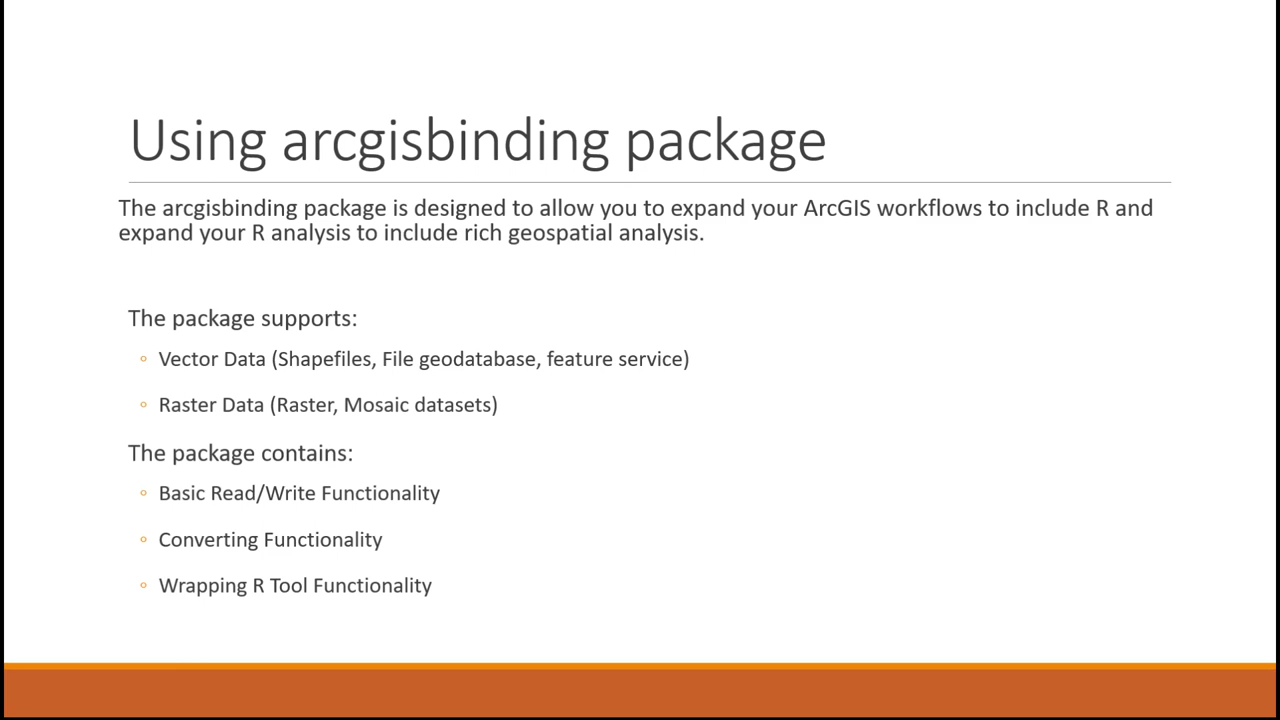 Using arcgisbinding package
The arcgisbinding package is designed to allow you to expand your ArcGIS workflows to include R and
expand your R analysis to include rich geospatial analysis.
The package supports:
◦ Vector Data (Shapefiles, File geodatabase, feature service)
◦ Raster Data (Raster, Mosaic datasets)
The package contains:
◦ Basic Read/Write Functionality
◦ Converting Functionality
◦ Wrapping R Tool Functionality